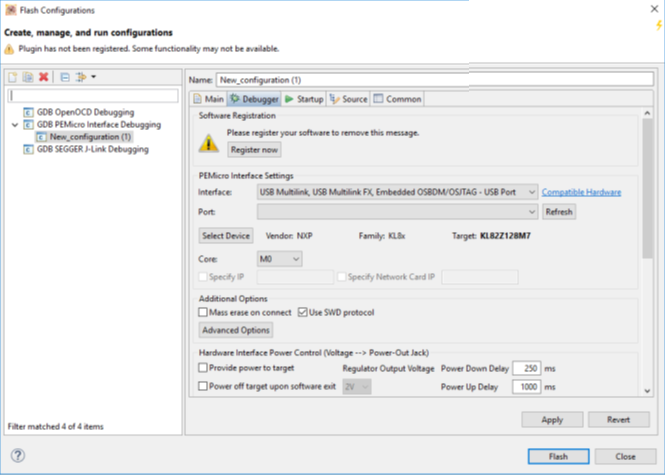 Flash Configurations
Create, manage, and run configurations
Plugin has not been registered. Some functionality may not be available.
Name: New_configuration (1)
Main Debugger Startup Source Common
GDB OpenOCD Debugging
GDB PEMicro Interface Debugging
New_configuration (1)
GDB SEGGER J-Link Debugging
Filter matched 4 of 4 items
Software Registration
Please register your software to remove this message.
Register now
PEMicro Interface Settings
Interface: USB Multilink, USB Multilink FX, Embedded OSBDM/OSJTAG - USB Port Compatible Hardware
Port: Refresh
Select Device Vendor: NXP Family: KL8x Target: KL82Z128M7
Core: M0
Specify IP Specify Network Card IP
Additional Options
Mass erase on connect Use SWD protocol
Advanced Options
Hardware Interface Power Control (Voltage --> Power-Out Jack)
Provide power to target Regulator Output Voltage Power Down Delay 250 ms
Power off target upon software exit 2V Power Up Delay 1000 ms
Apply Revert
? Flash Close